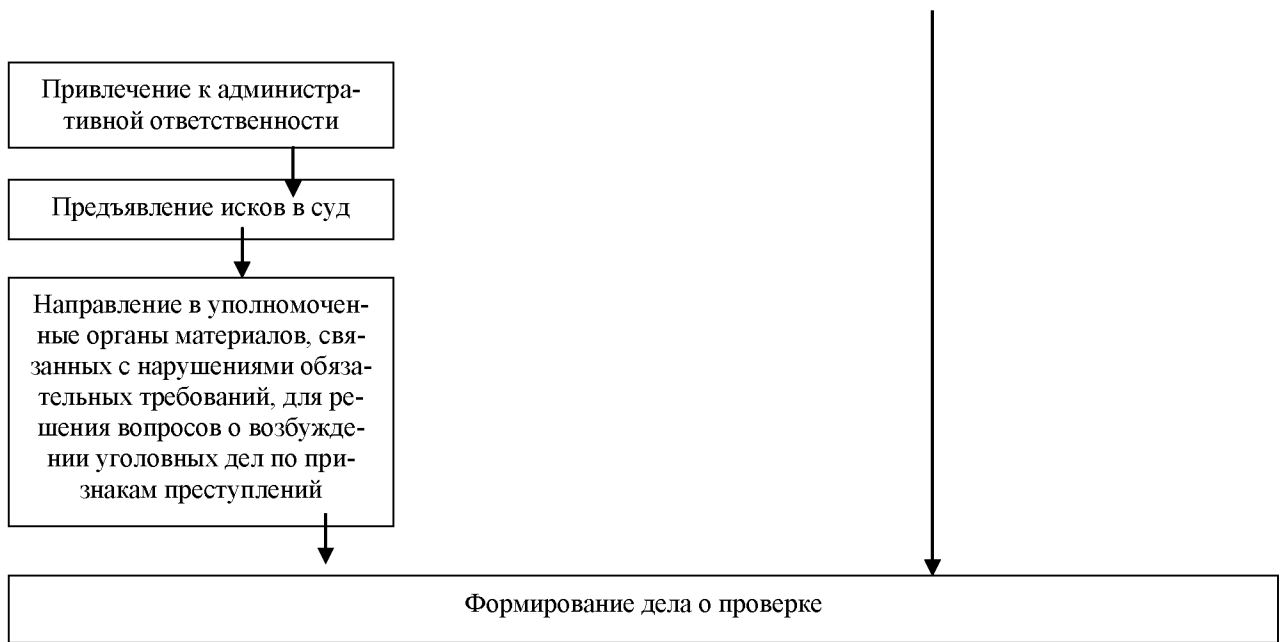 Привлечение к администра-
тивной ответственности
Предъявление исков в суд
Направление в уполномочен-
ные органы материалов, свя-
занных с нарушениями обяза-
тельных требований, для ре-
шения вопросов о возбужде-
нии уголовных дел по при-
знакам преступлений
Формирование дела о проверке